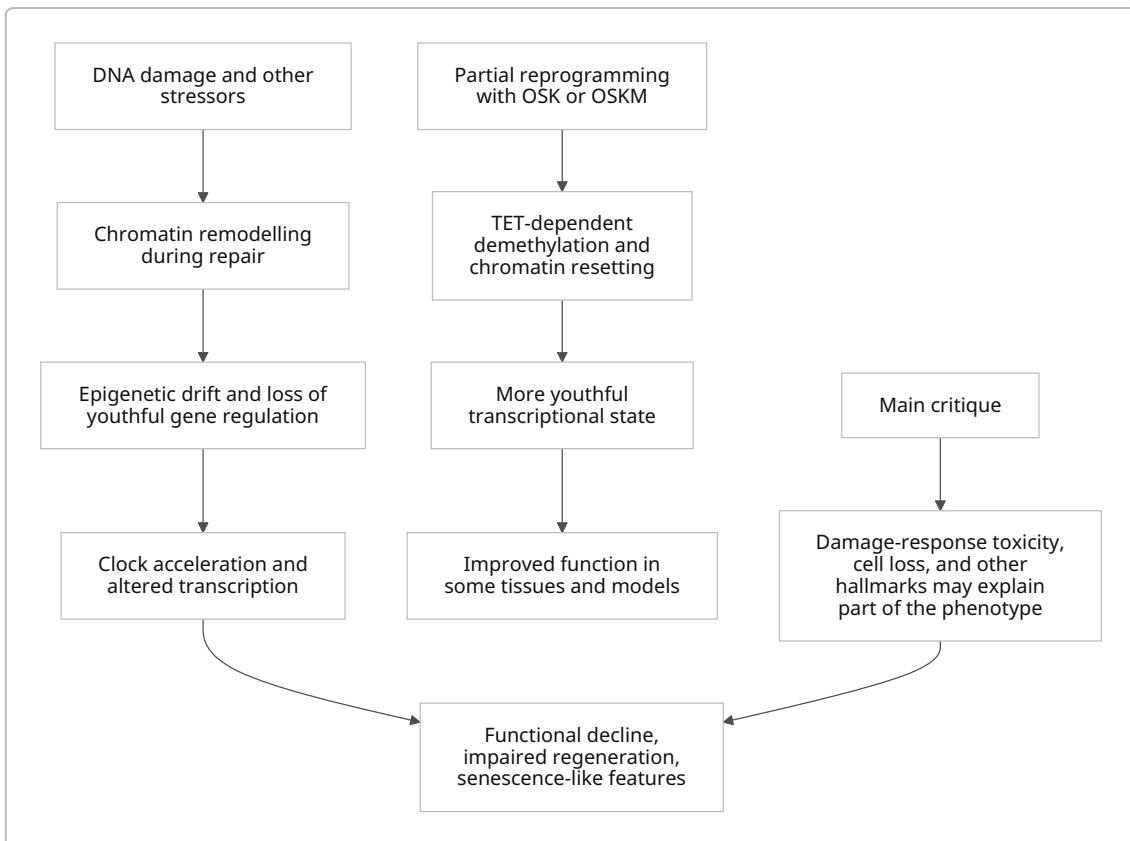 DNA damage and other
stressors
Chromatin remodelling
during repair
Epigenetic drift and loss of
youthful gene regulation
Clock acceleration and
altered transcription
Partial reprogramming
with OSK or OSKM
TET-dependent
demethylation and
chromatin resetting
More youthful
transcriptional state
Improved function in
some tissues and models
Main critique
Damage-response toxicity,
cell loss, and other
hallmarks may explain
part of the phenotype
Functional decline,
impaired regeneration,
senescence-like features